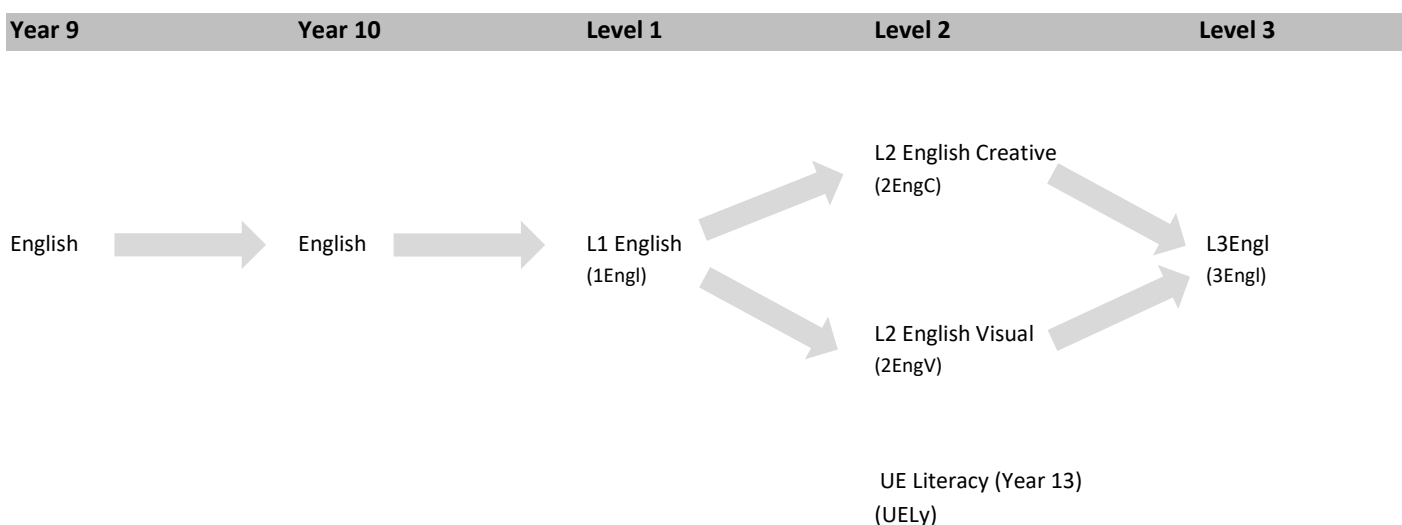 Year 9 Year 10 Level 1 Level 2 Level 3
L2 English Creative
(2EngC)
English English L1 English L3Engl
(1Engl) (3Engl)
L2 English Visual
(2EngV)
UE Literacy (Year 13)
(UELy)